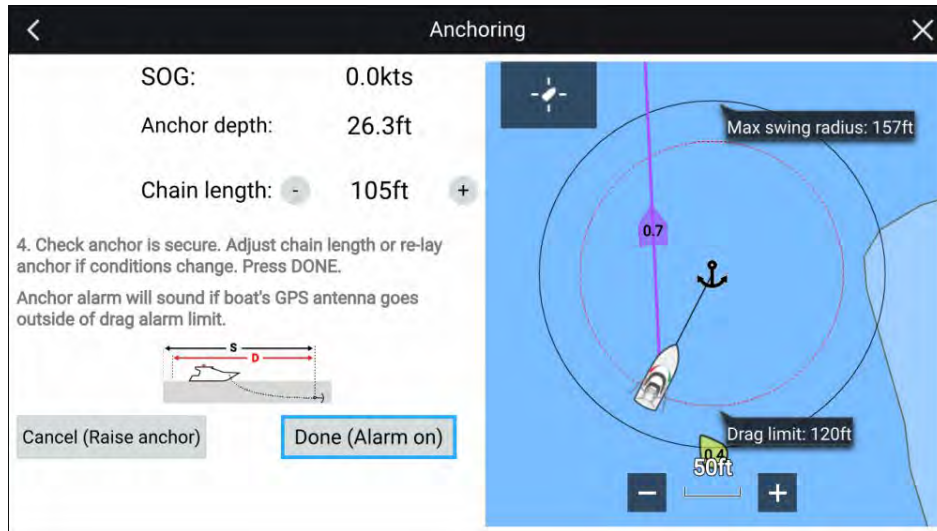 Anchoring
SOG: 0.0kts
Anchor depth: 26.3ft
Chain length: - 105ft +
4. Check anchor is secure. Adjust chain length or re-lay
anchor if conditions change. Press DONE.
Anchor alarm will sound if boat's GPS antenna goes
outside of drag alarm limit.
S
D
Cancel (Raise anchor)
Done (Alarm on)
Max swing radius: 157ft
0.7
Drag limit: 120ft
0.4
50ft
- +